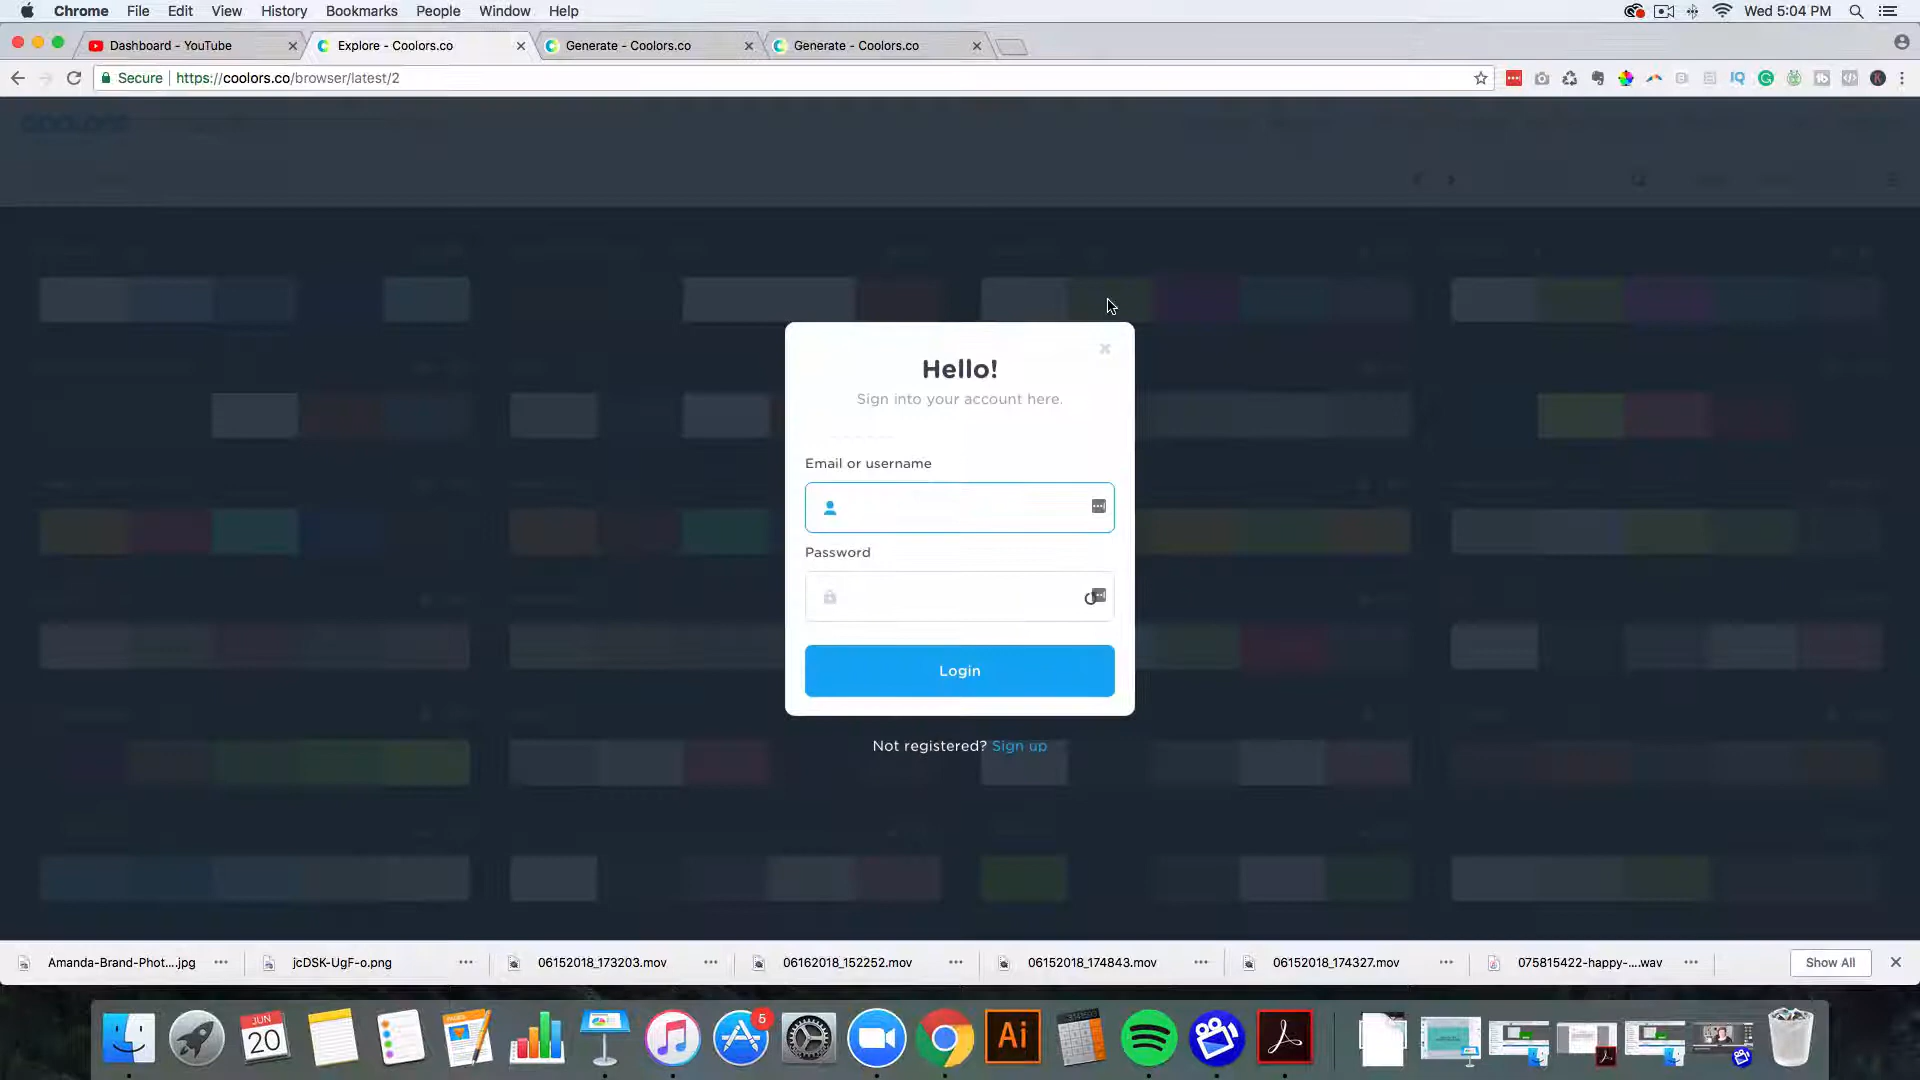 Chrome File Edit View History Bookmarks People Window Help Wed 5:04 PM
Dashboard - YouTube Explore - Coolors.co Generate - Coolors.co Generate - Coolors.co
Secure https://coolors.co/browser/latest/2
Hello!
Sign into your account here.
Email or username
Password
Login
Not registered? Sign up
Amanda-Brand-Phot....jpg jcDSK-UgF-o.png 06152018_173203.mov 06162018_152252.mov 06152018_174843.mov 06152018_174327.mov 075815422-happy-....wav Show All
JUN
20
PAGES
5
Ai